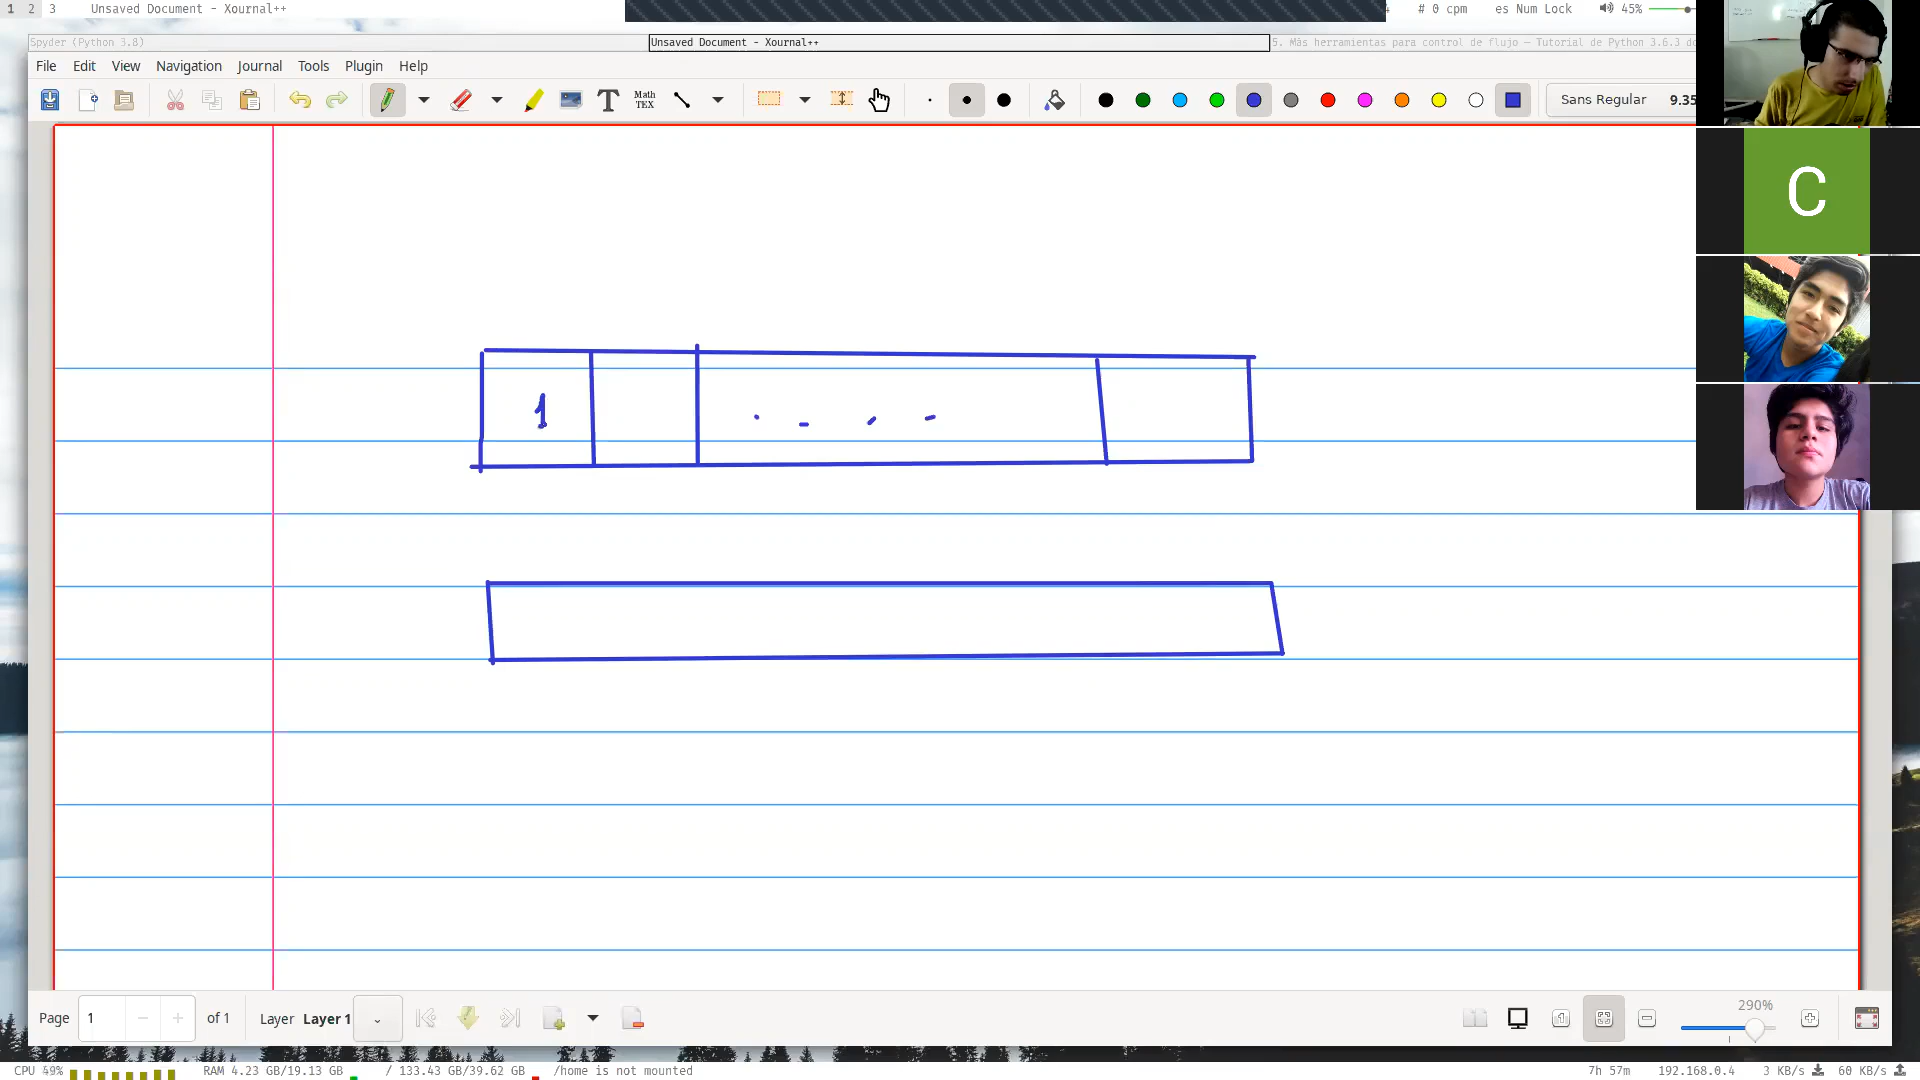 1 2 3 Unsaved Document - Xournal++
# 0 cpm es Num Lock 45%
Spyder (Python 3.8)
Unsaved Document - Xournal++
5. Más herramientas para control de flujo — Tutorial de Python 3.6.3 do
File Edit View Navigation Journal Tools Plugin Help
Math
TEX
Sans Regular 9.35
C
1
Page 1 of 1 Layer Layer 1
290%
CPU 49% RAM 4.23 GB/19.13 GB / 133.43 GB/39.62 GB /home is not mounted
7h 57m 192.168.0.4 3 KB/s 60 KB/s